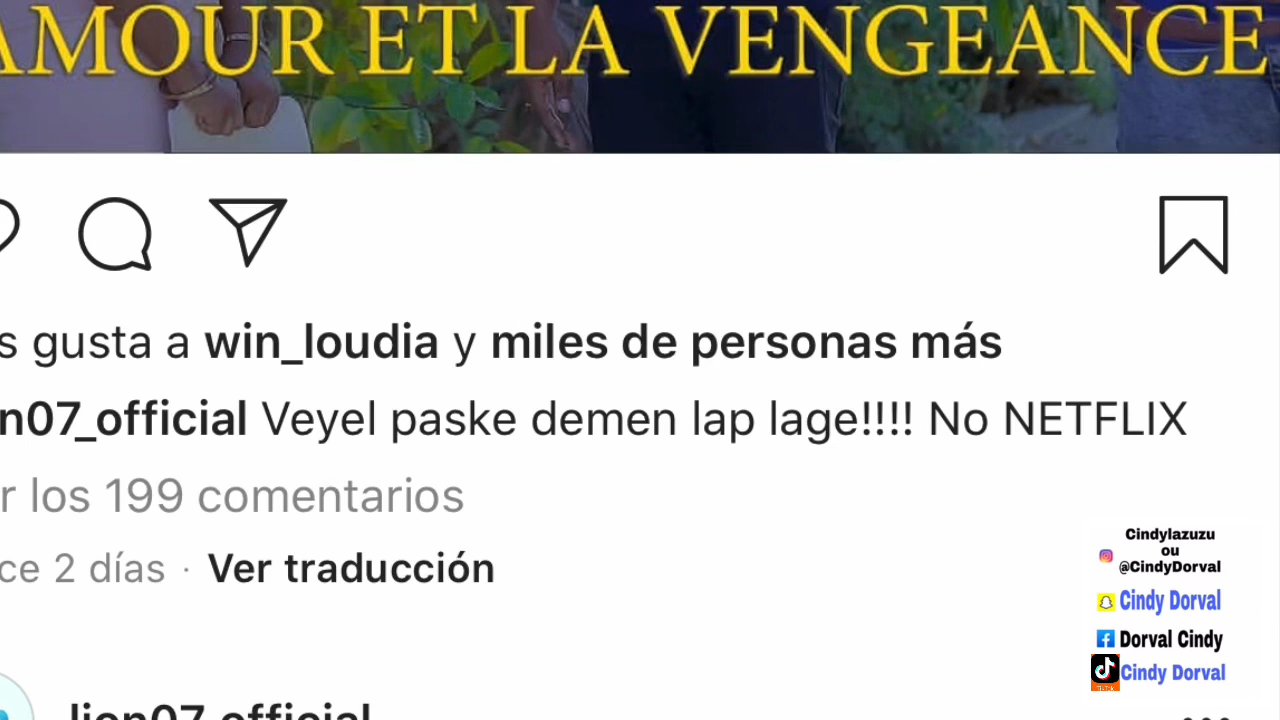 AMOUR ET LA VENGEANCE
s gusta a win_loudia y miles de personas más
n07_official Veyel paske demen lap lage!!!! No NETFLIX
r los 199 comentarios
ce 2 días · Ver traducción
Cindylazuzu
ou
@CindyDorval
Cindy Dorval
Dorval Cindy
Cindy Dorval
lion07_official